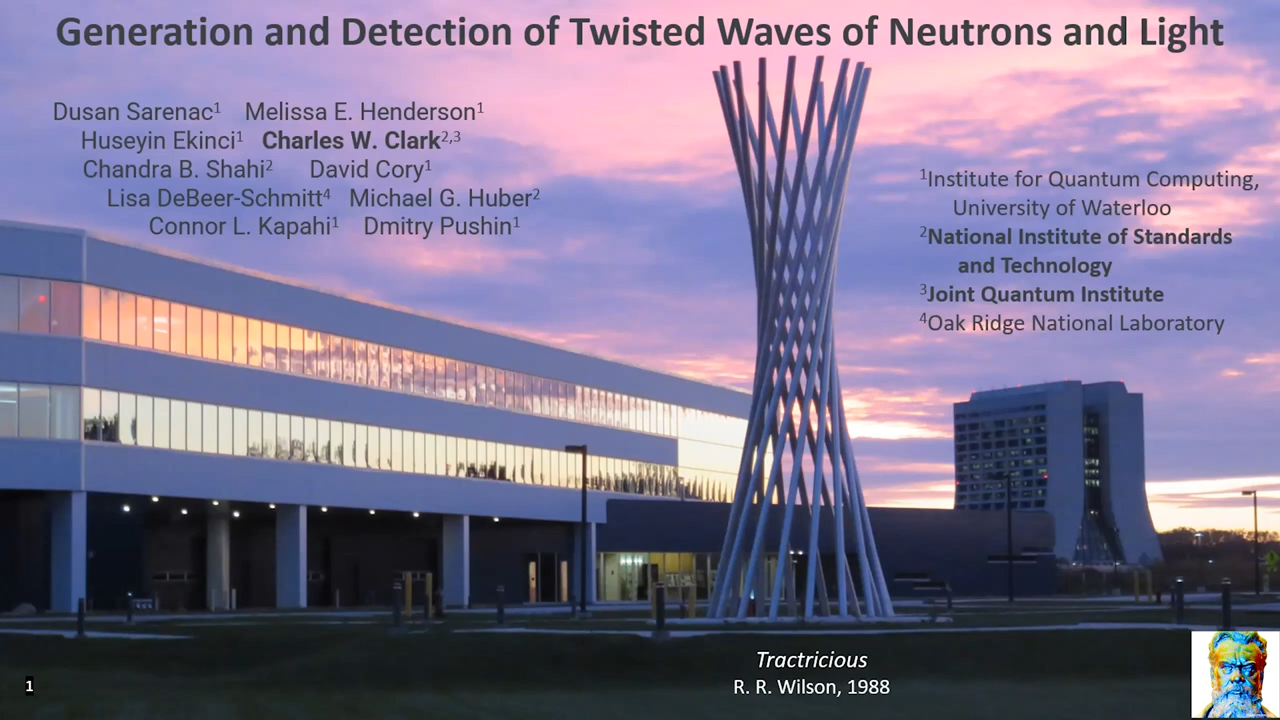 Generation and Detection of Twisted Waves of Neutrons and Light
Dusan Sarenac¹ Melissa E. Henderson¹
Huseyin Ekinci¹ Charles W. Clark²,³
Chandra B. Shahi² David Cory¹
Lisa DeBeer-Schmitt⁴ Michael G. Huber²
Connor L. Kapahi¹ Dmitry Pushin¹
¹Institute for Quantum Computing,
University of Waterloo
²National Institute of Standards
and Technology
³Joint Quantum Institute
⁴Oak Ridge National Laboratory
Tractricious
R. R. Wilson, 1988
1